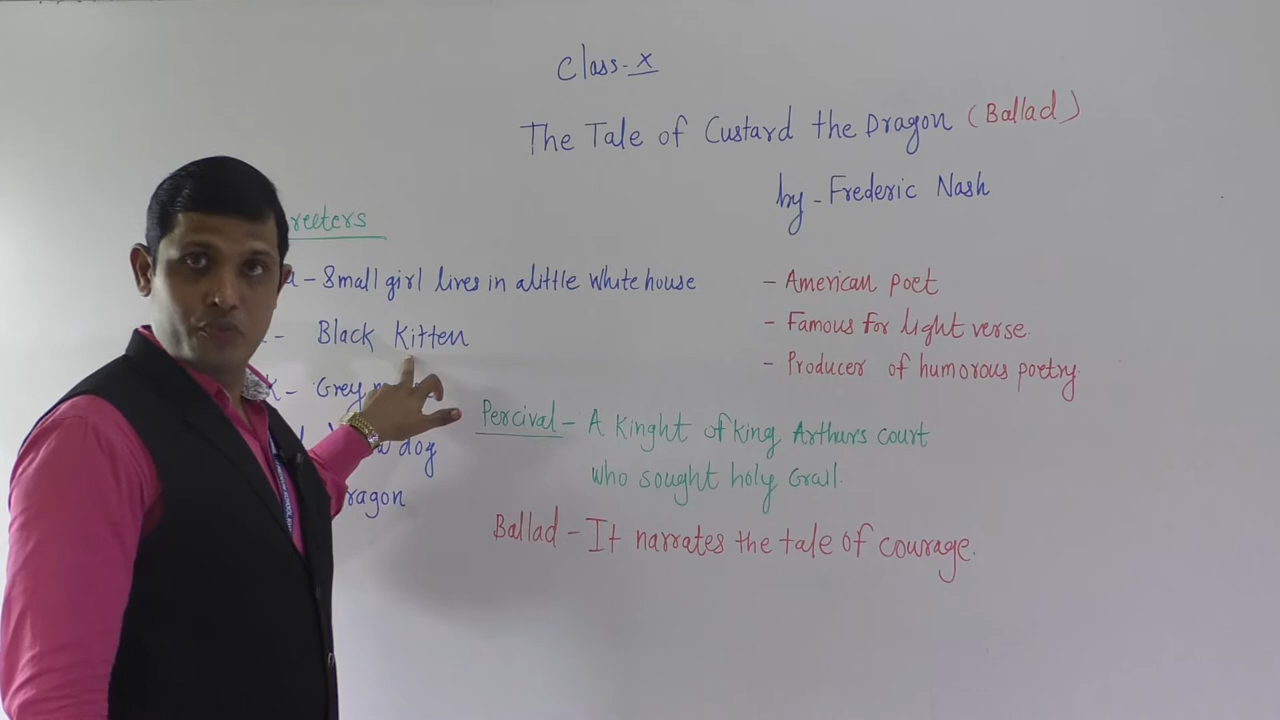 Class-X
The Tale of Custard the Dragon (Ballad)
by - Frederic Nash
reeters
a - Small girl lives in a little white house
- Black Kitten
k - Grey
dog
ragon
- American poet
- Famous for light verse.
- Producer of humorous poetry.
Percival - A Kinght of king Arthurs court
who sought holy Grail.
Ballad - It narrates the tale of courage.